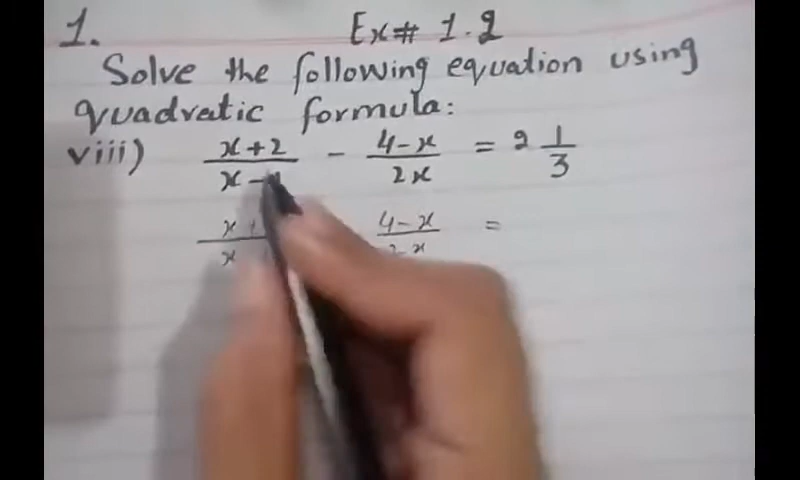 1. Ex# 1.2
Solve the following equation using
quadratic formula:
viii) x+2/x-1 - 4-x/2x = 2 1/3
x+ /x 4-x/2x =